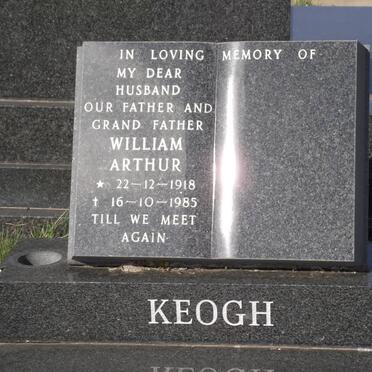 IN LOVING MEMORY OF
MY DEAR
HUSBAND
OUR FATHER AND
GRAND FATHER
WILLIAM
ARTHUR
★ 22-12-1918
† 16-10-1985
TILL WE MEET
AGAIN
KEOGH
KEOGH